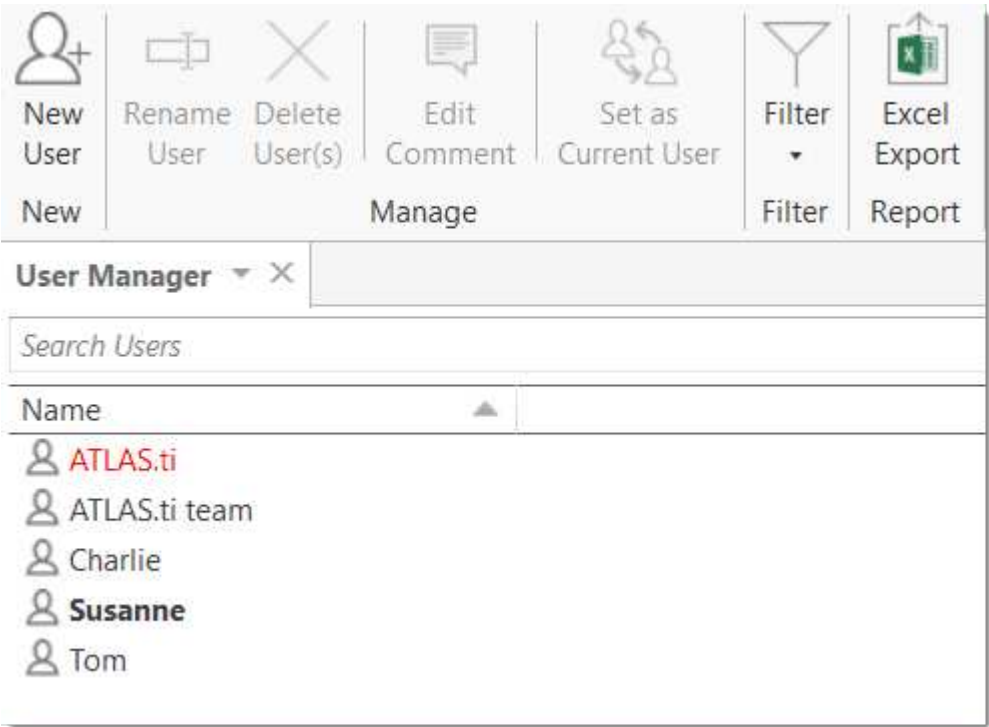 New Rename Delete Edit Set as Filter Excel
User User User(s) Comment Current User Export
New Manage Filter Report
User Manager
Search Users
Name
ATLAS.ti
ATLAS.ti team
Charlie
Susanne
Tom